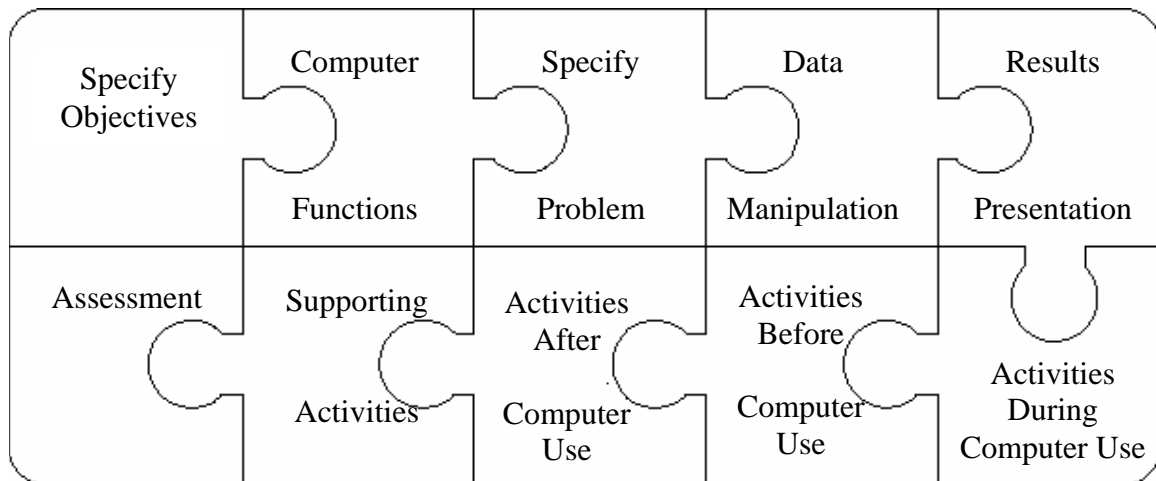 Specify
Objectives
Computer
Functions
Specify
Problem
Data
Manipulation
Results
Presentation
Assessment
Supporting
Activities
Activities
After
Computer
Use
Activities
Before
Computer
Use
Activities
During
Computer Use